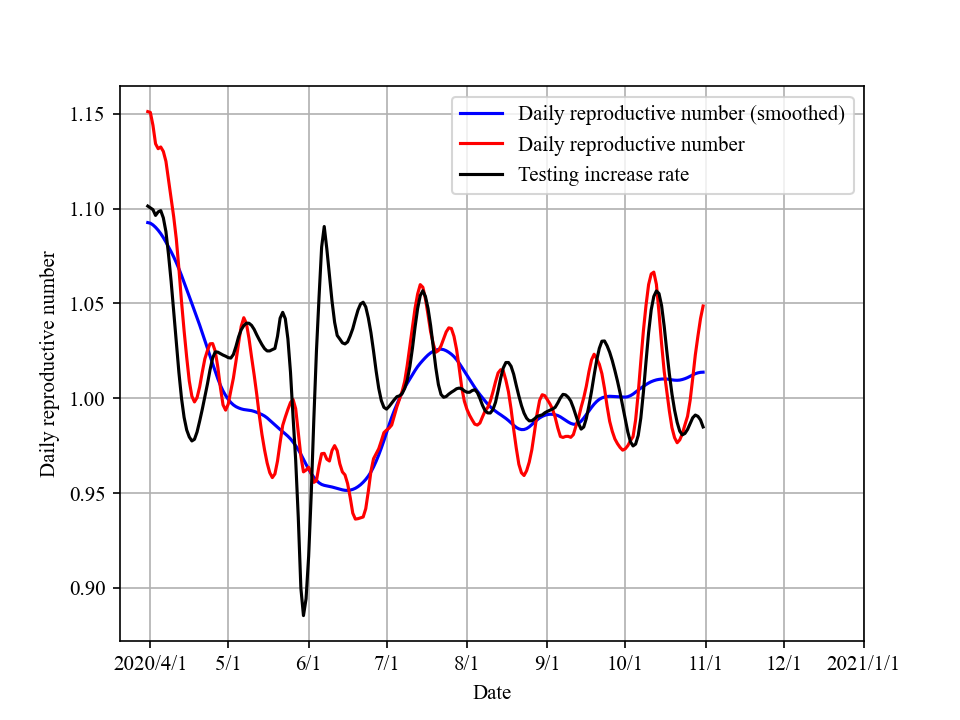 Daily reproductive number (smoothed)
Daily reproductive number
Testing increase rate
Daily reproductive number
1.15
1.10
1.05
1.00
0.95
0.90
2020/4/1 5/1 6/1 7/1 8/1 9/1 10/1 11/1 12/1 2021/1/1
Date